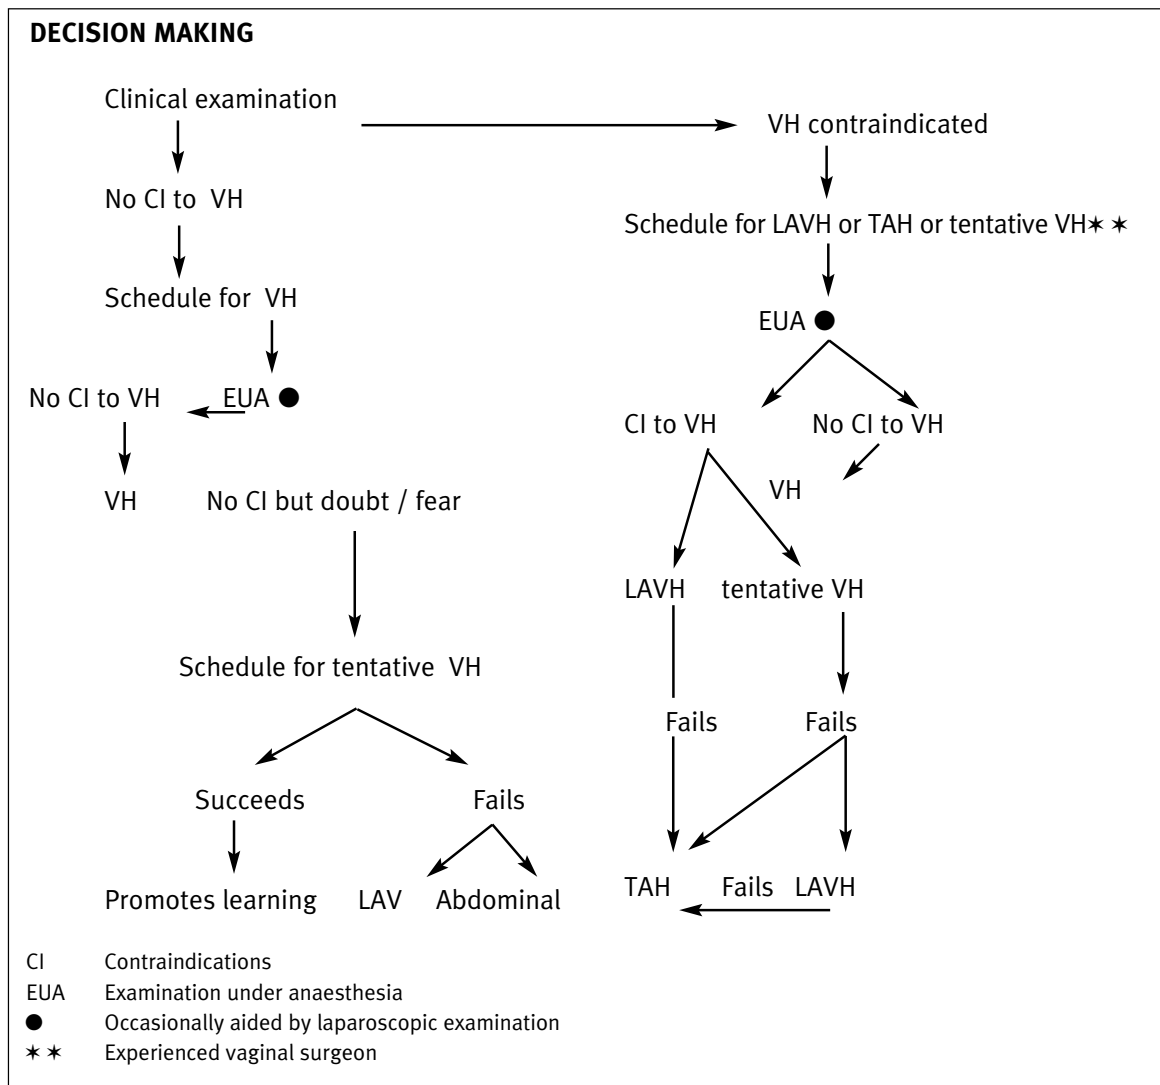 DECISION MAKING
Clinical examination
VH contraindicated
No CI to VH
Schedule for LAVH or TAH or tentative VH✶ ✶
Schedule for VH
EUA ●
No CI to VH
EUA ●
CI to VH
No CI to VH
VH
No CI but doubt / fear
VH
LAVH
tentative VH
Schedule for tentative VH
Fails
Fails
Succeeds
Fails
Promotes learning
LAV
Abdominal
TAH
Fails
LAVH
CI Contraindications
EUA Examination under anaesthesia
● Occasionally aided by laparoscopic examination
✶ ✶ Experienced vaginal surgeon